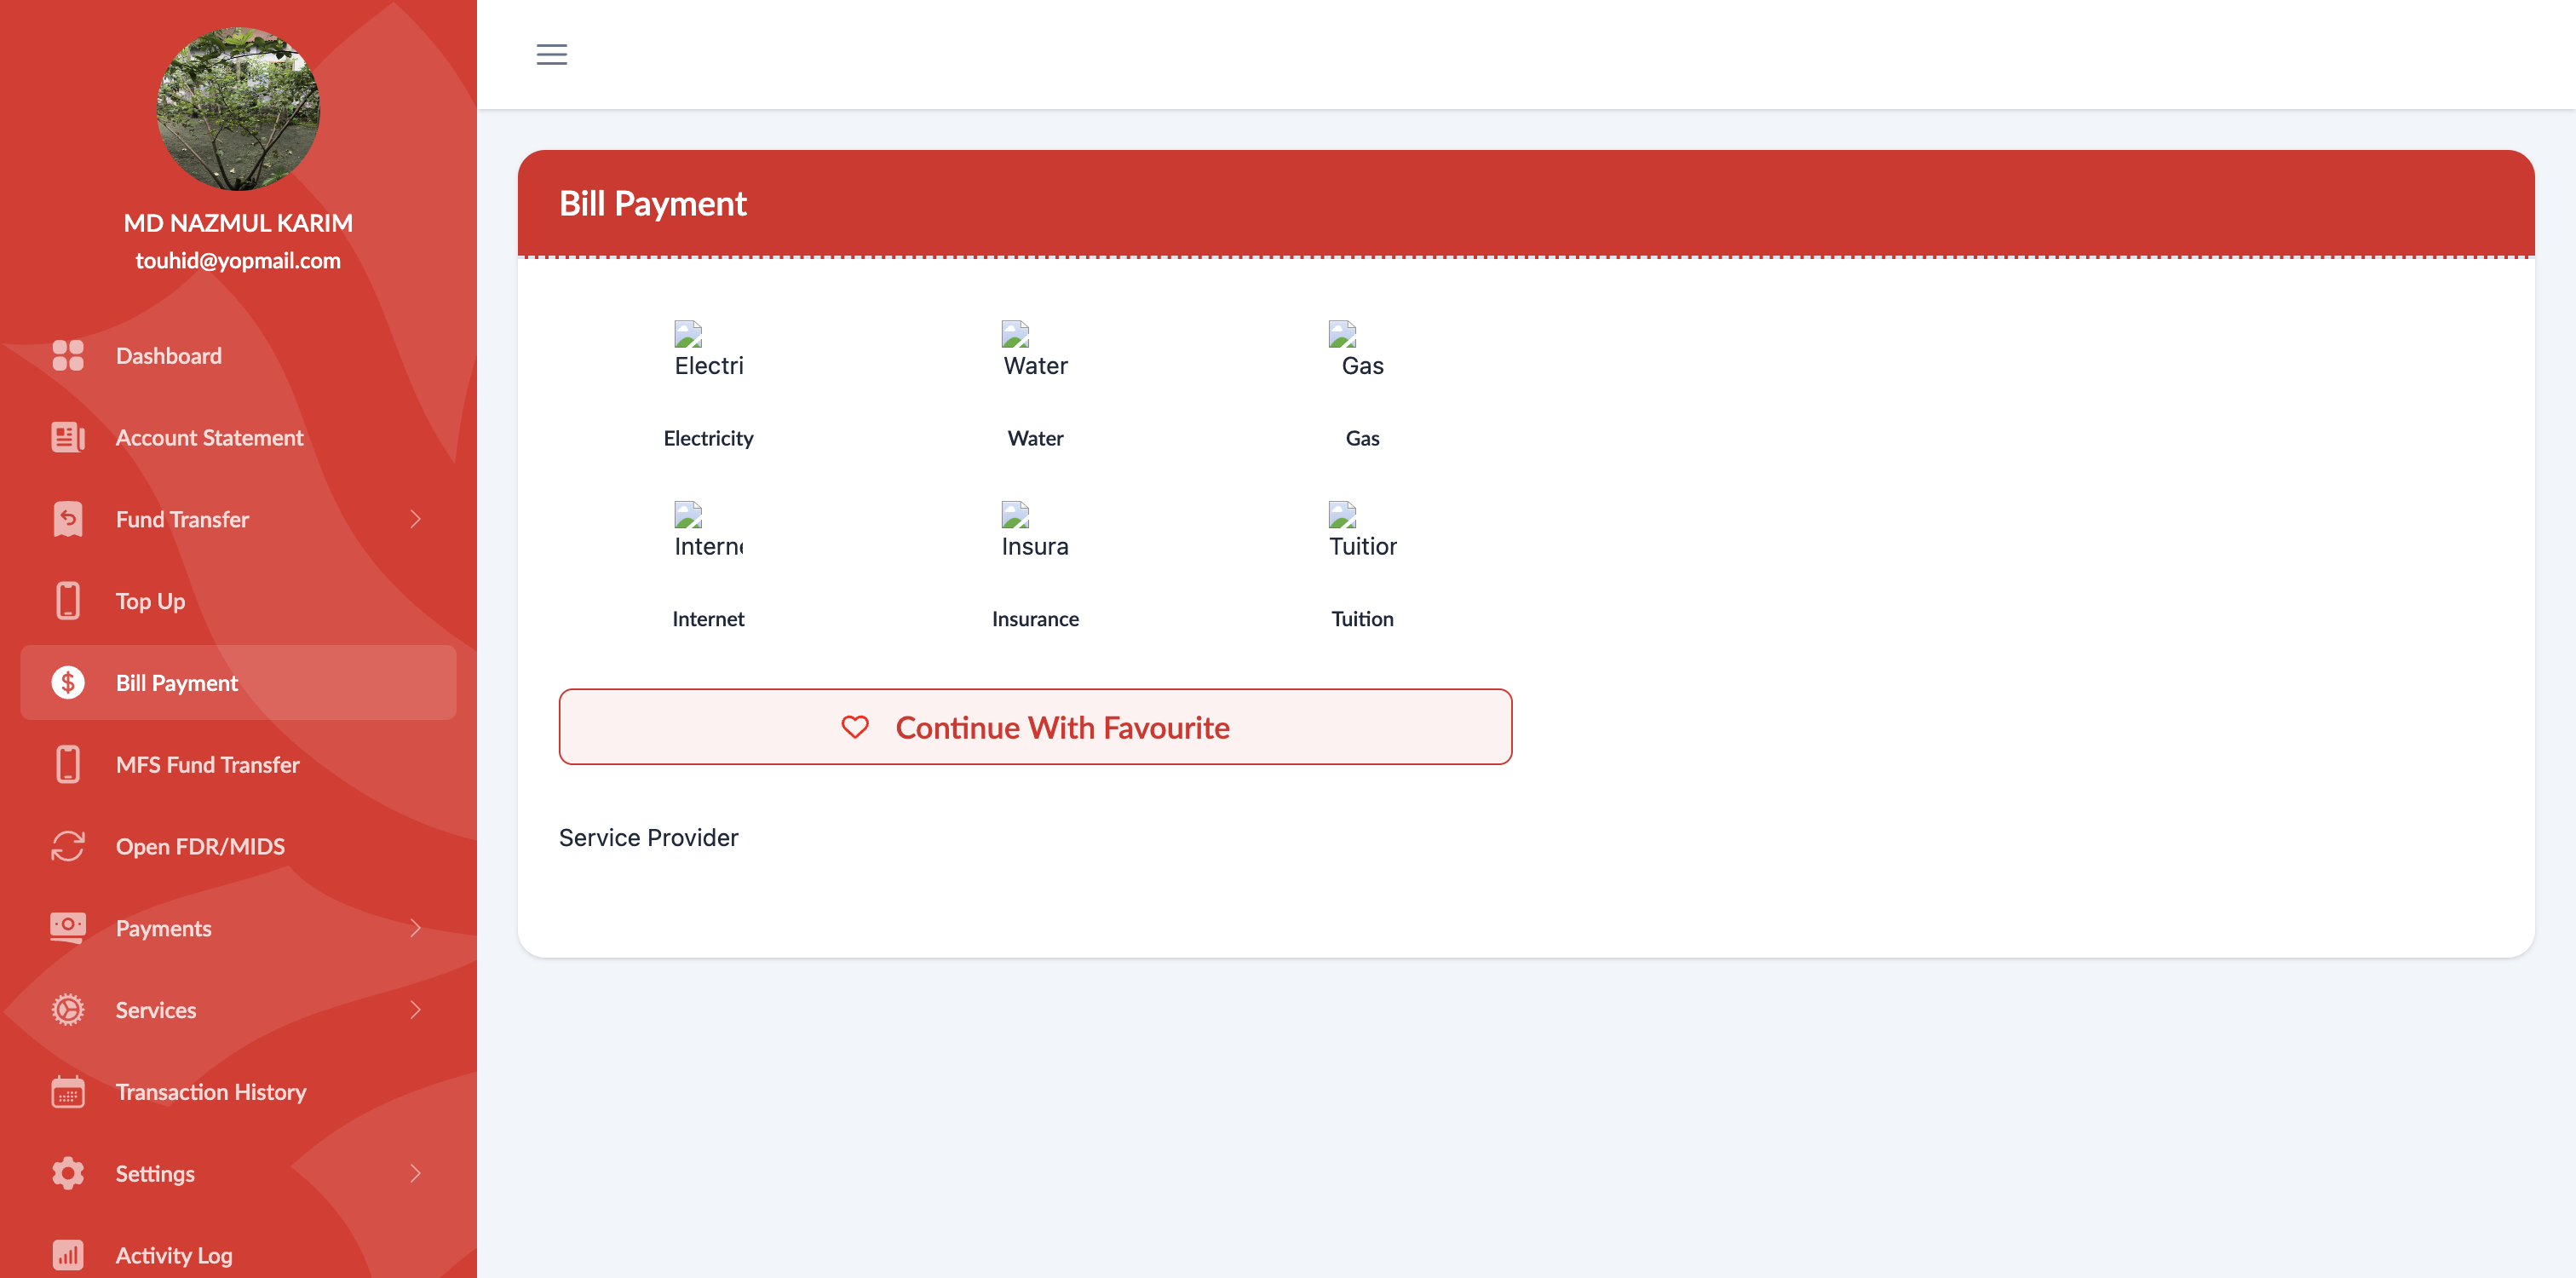 MD NAZMUL KARIM
touhid@yopmail.com
Dashboard
Account Statement
Fund Transfer
Top Up
Bill Payment
MFS Fund Transfer
Open FDR/MIDS
Payments
Services
Transaction History
Settings
Activity Log
Bill Payment
Electri Water Gas
Electricity Water Gas
Interne Insura Tuition
Internet Insurance Tuition
Continue With Favourite
Service Provider